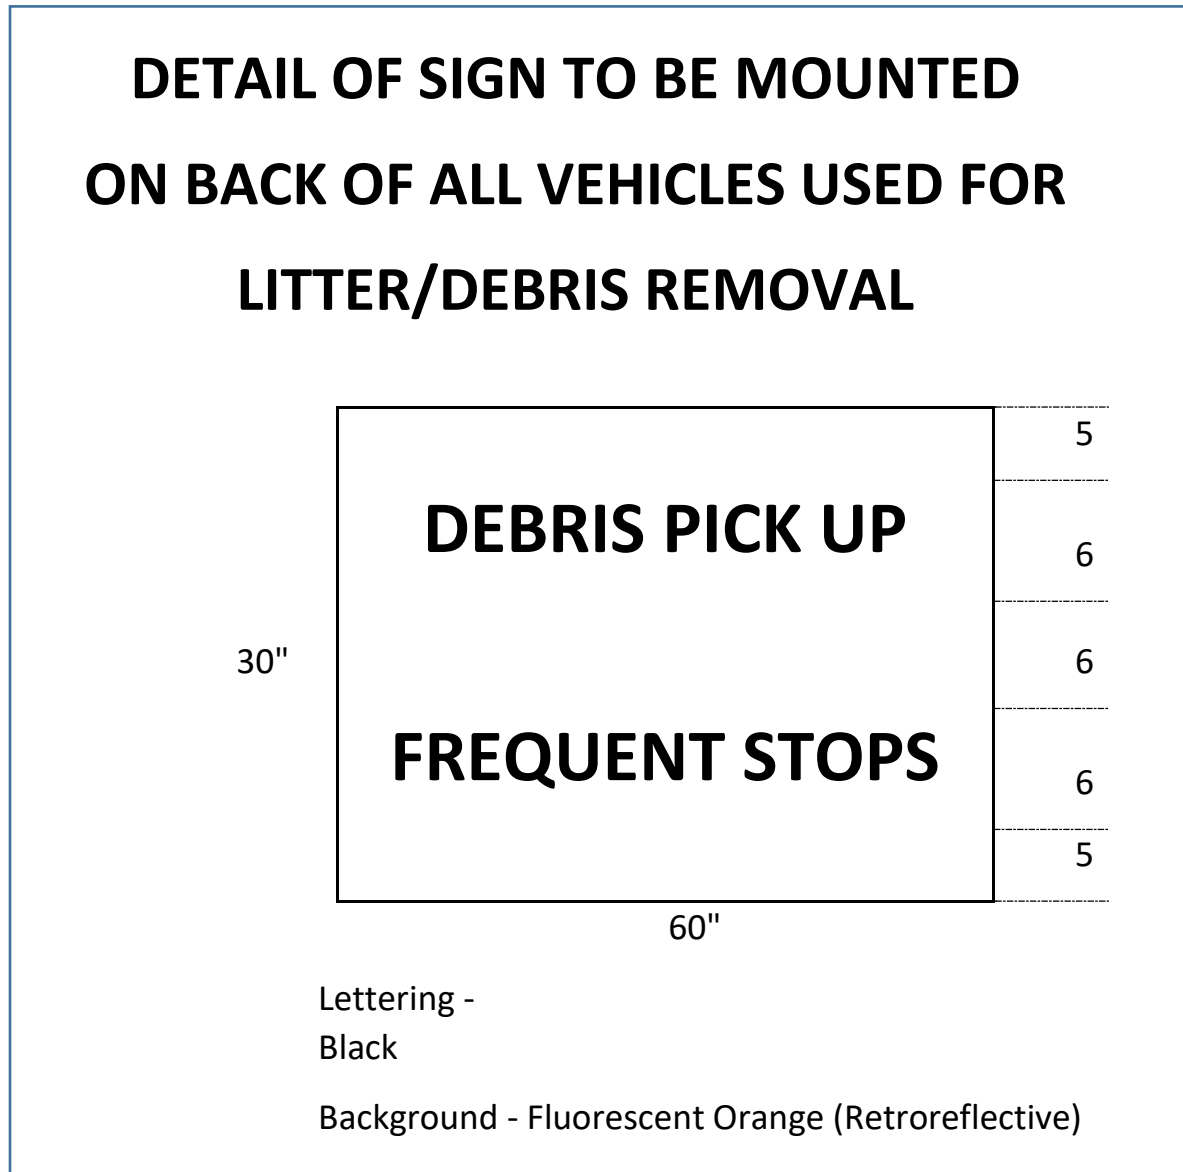 DETAIL OF SIGN TO BE MOUNTED
ON BACK OF ALL VEHICLES USED FOR
LITTER/DEBRIS REMOVAL
5
DEBRIS PICK UP
6
30"
6
FREQUENT STOPS
6
5
60"
Lettering -
Black
Background - Fluorescent Orange (Retroreflective)